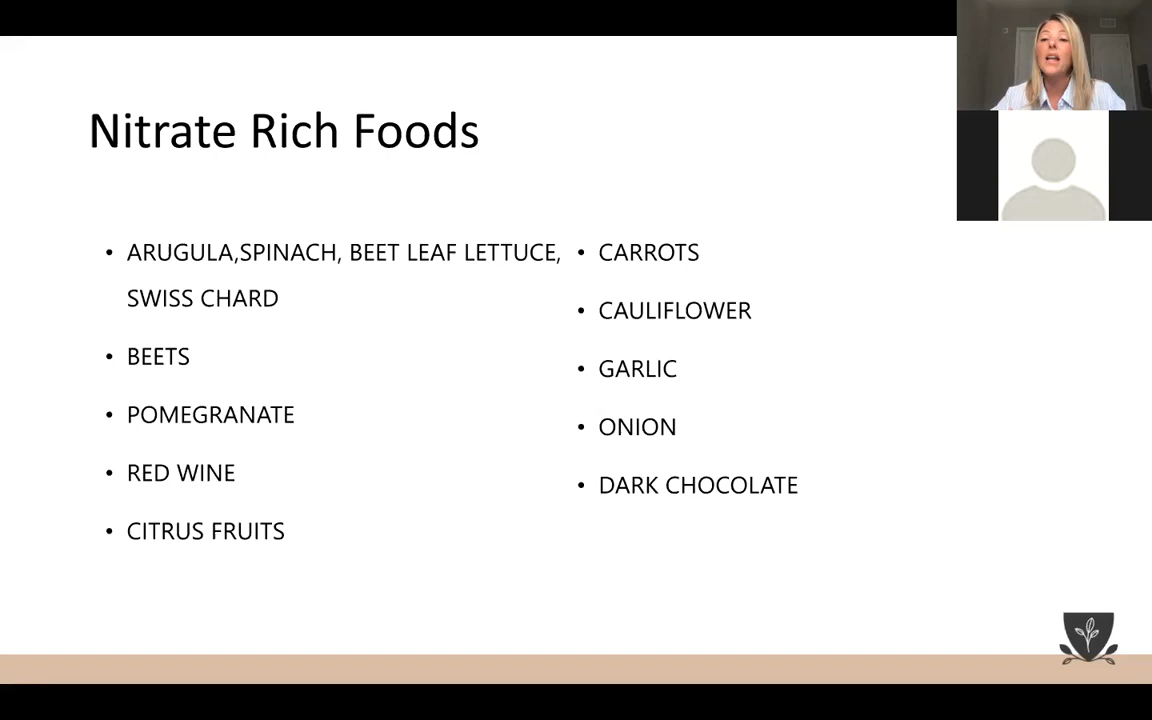 Nitrate Rich Foods
• ARUGULA,SPINACH, BEET LEAF LETTUCE,
SWISS CHARD
• BEETS
• POMEGRANATE
• RED WINE
• CITRUS FRUITS
• CARROTS
• CAULIFLOWER
• GARLIC
• ONION
• DARK CHOCOLATE